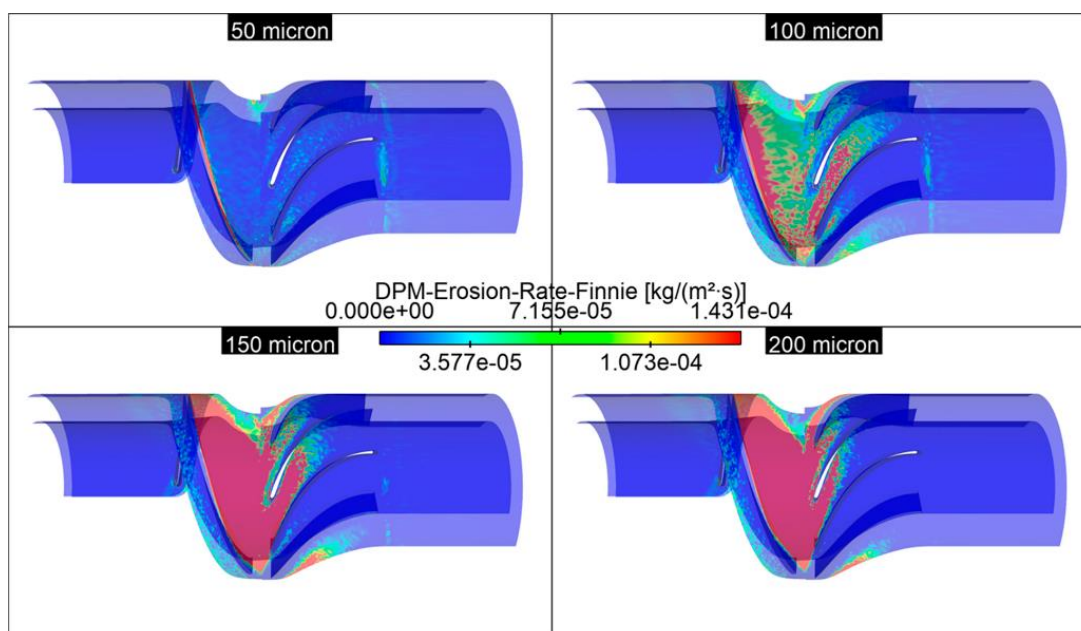 50 micron
100 micron
DPM-Erosion-Rate-Finnie [kg/(m²·s)]
0.000e+00 7.155e-05 1.431e-04
3.577e-05 1.073e-04
150 micron
200 micron